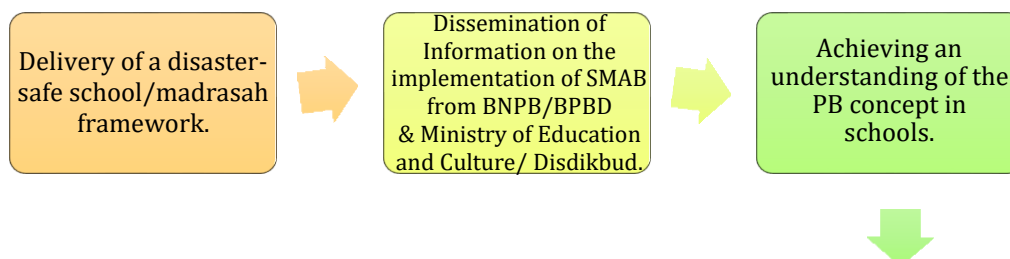 Delivery of a disaster-
safe school/madrasah
framework.
Dissemination of
Information on the
implementation of SMAB
from BNPB/BPBD
& Ministry of Education
and Culture/ Disdikbud.
Achieving an
understanding of the
PB concept in
schools.